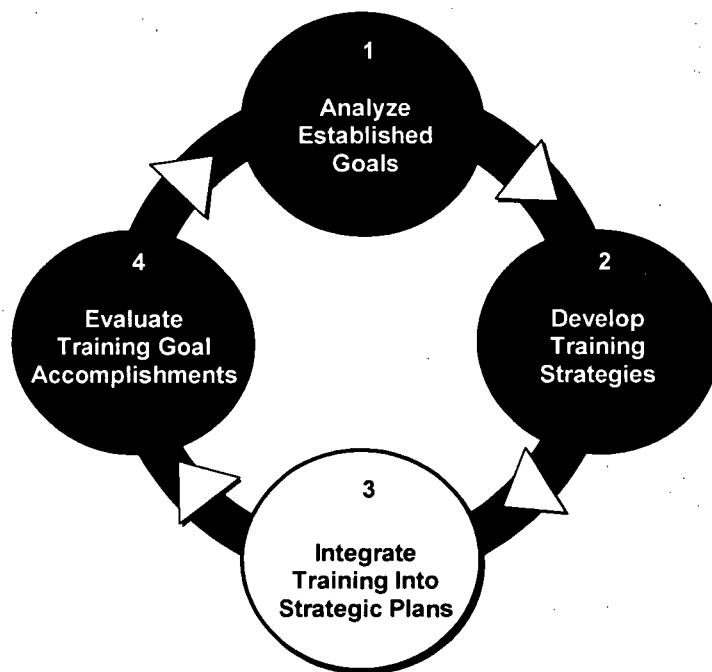 1
Analyze
Established
Goals
2
Develop
Training
Strategies
3
Integrate
Training Into
Strategic Plans
4
Evaluate
Training Goal
Accomplishments